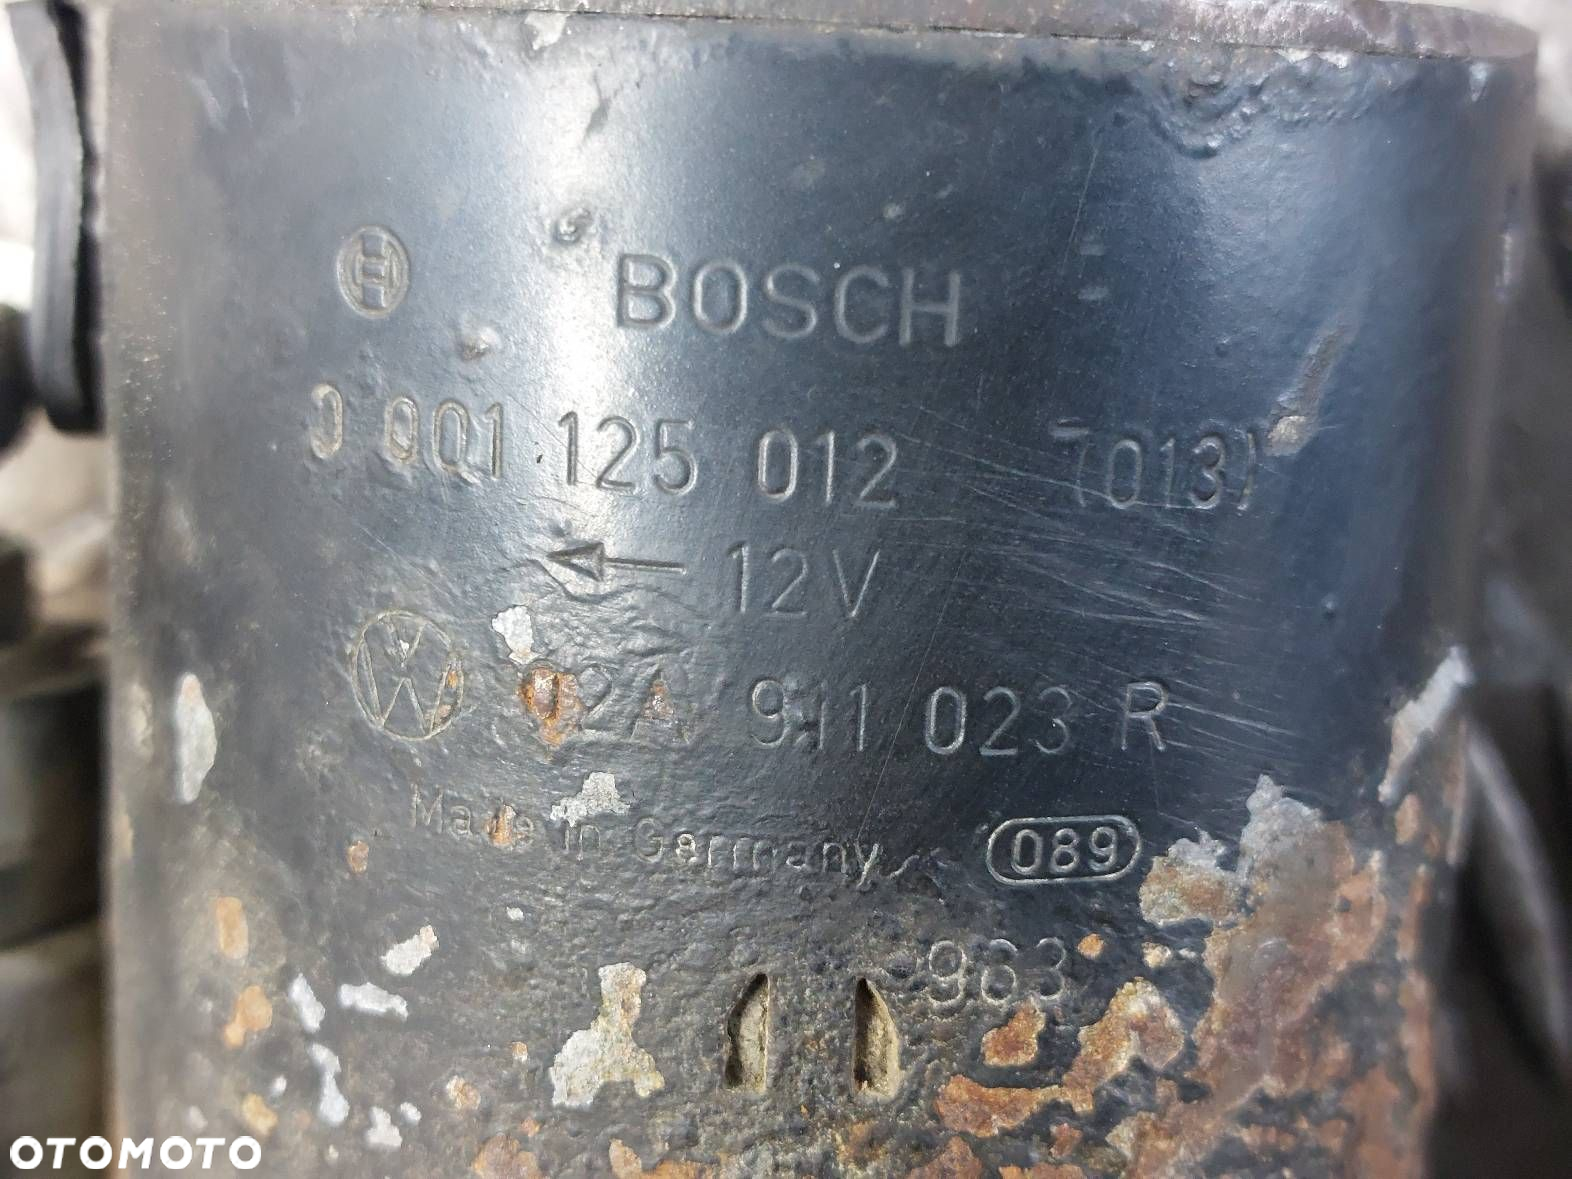 BOSCH
0 001 125 012 (013)
12V
02A 911 023 R
Made in Germany 089
983
OTOMOTO